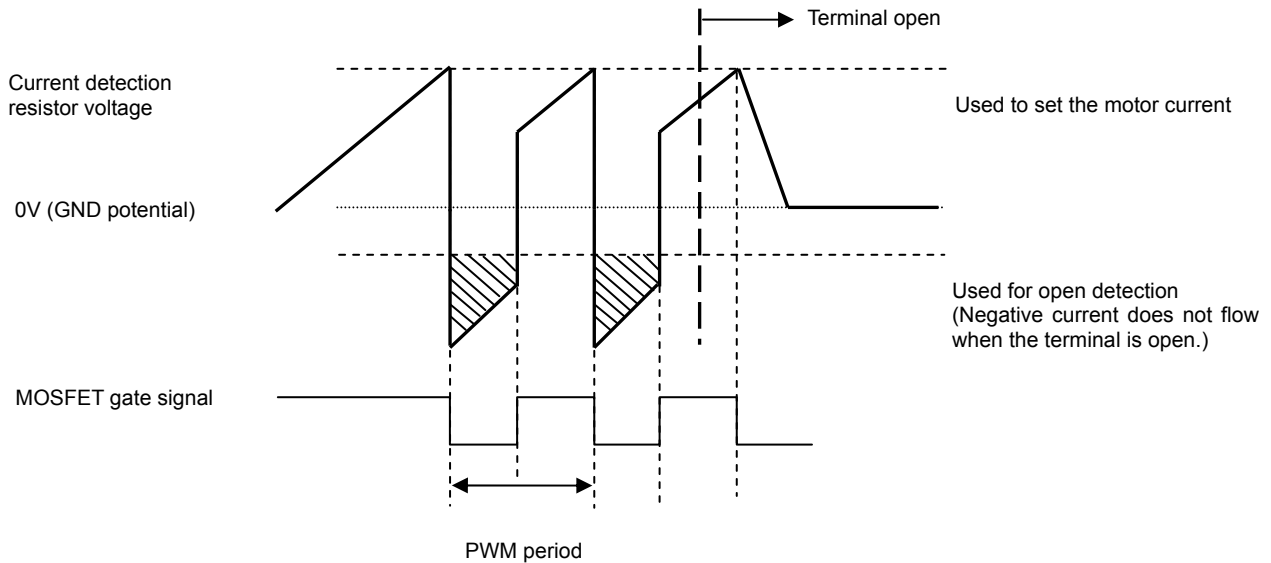 Terminal open
Current detection
resistor voltage
Used to set the motor current
0V (GND potential)
Used for open detection
(Negative current does not flow
when the terminal is open.)
MOSFET gate signal
PWM period